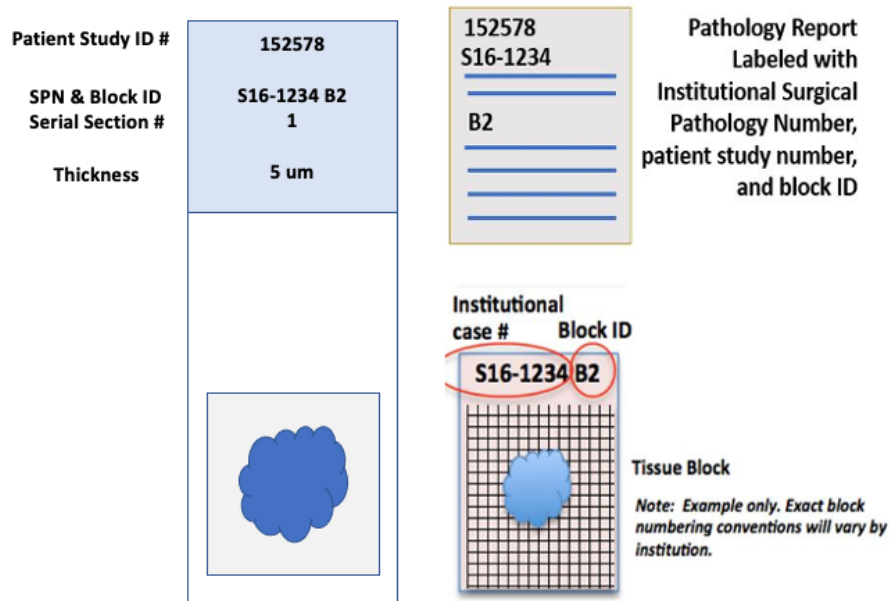 Patient Study ID # 152578
SPN & Block ID S16-1234 B2
Serial Section # 1
Thickness 5 um
152578
S16-1234
B2
Pathology Report
Labeled with
Institutional Surgical
Pathology Number,
patient study number,
and block ID
Institutional
case # Block ID
S16-1234 B2
Tissue Block
Note: Example only. Exact block
numbering conventions will vary by
institution.